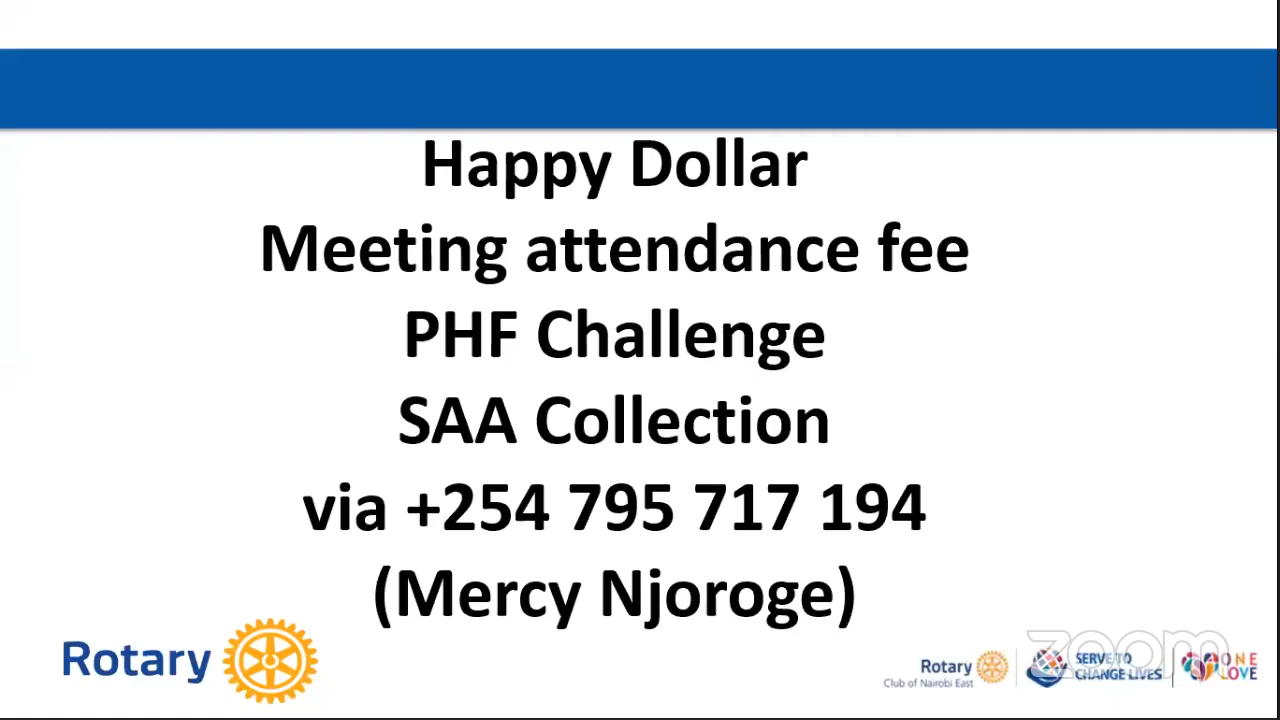 Happy Dollar
Meeting attendance fee
PHF Challenge
SAA Collection
via +254 795 717 194
(Mercy Njoroge)
Rotary
Rotary
Club of Nairobi East
SERVE TO
CHANGE LIVES
ONE
LOVE
zoom